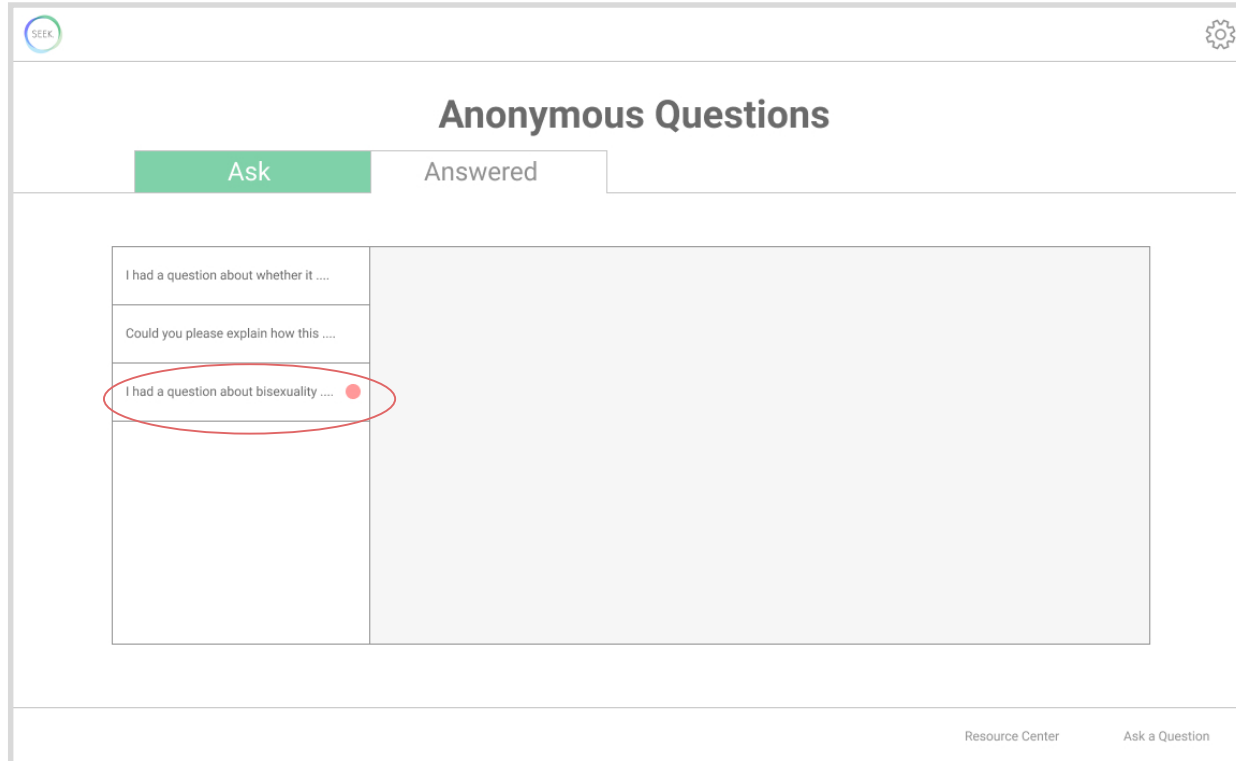 SEEK.
Anonymous Questions
Ask
Answered
I had a question about whether it ....
Could you please explain how this ....
I had a question about bisexuality ....
Resource Center
Ask a Question